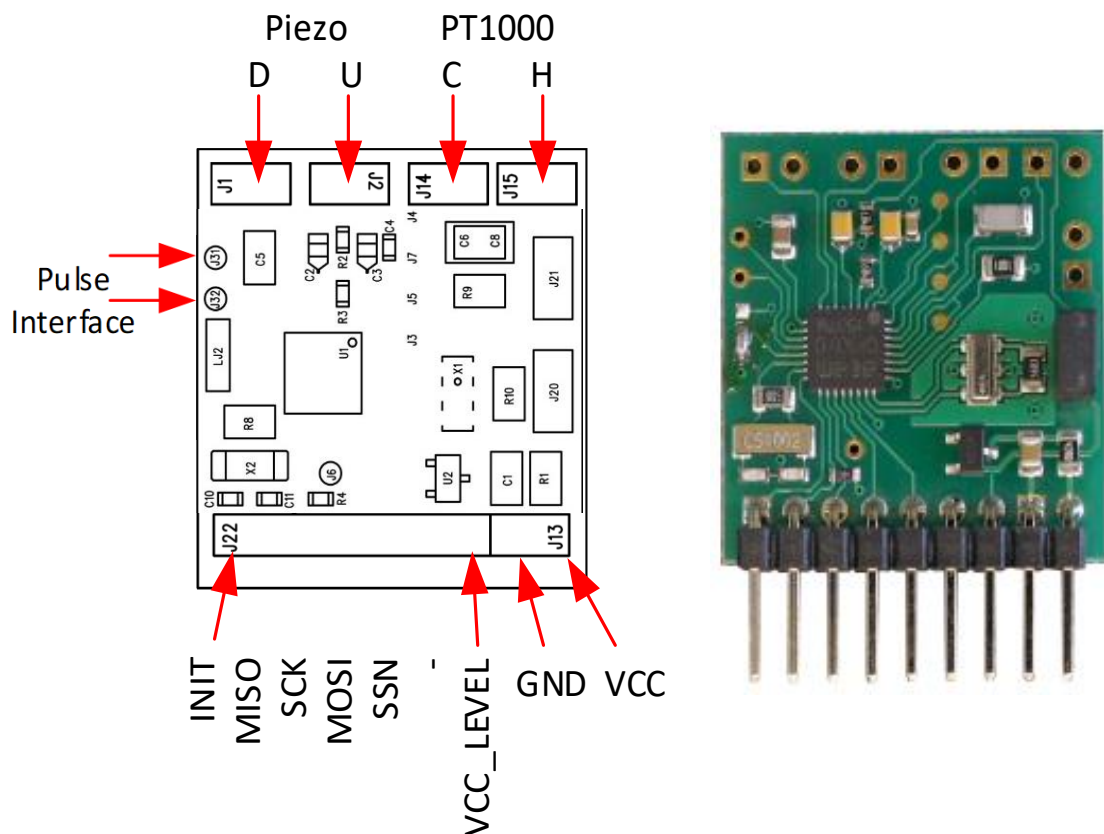 Piezo PT1000
D U C H
J1 J2 J14 J15
J4
C4
J31 C5 C2 R2 C3 J7 C6 C8 J21
Pulse
Interface
J32 R3 J5 R9
LJ2 U1 J3 X1
R10 J20
R8
X2 J6 U2 C1 R1
C10 C11 R4
J22 J13
INIT
MISO
SCK
MOSI
SSN
-
VCC_LEVEL
GND VCC